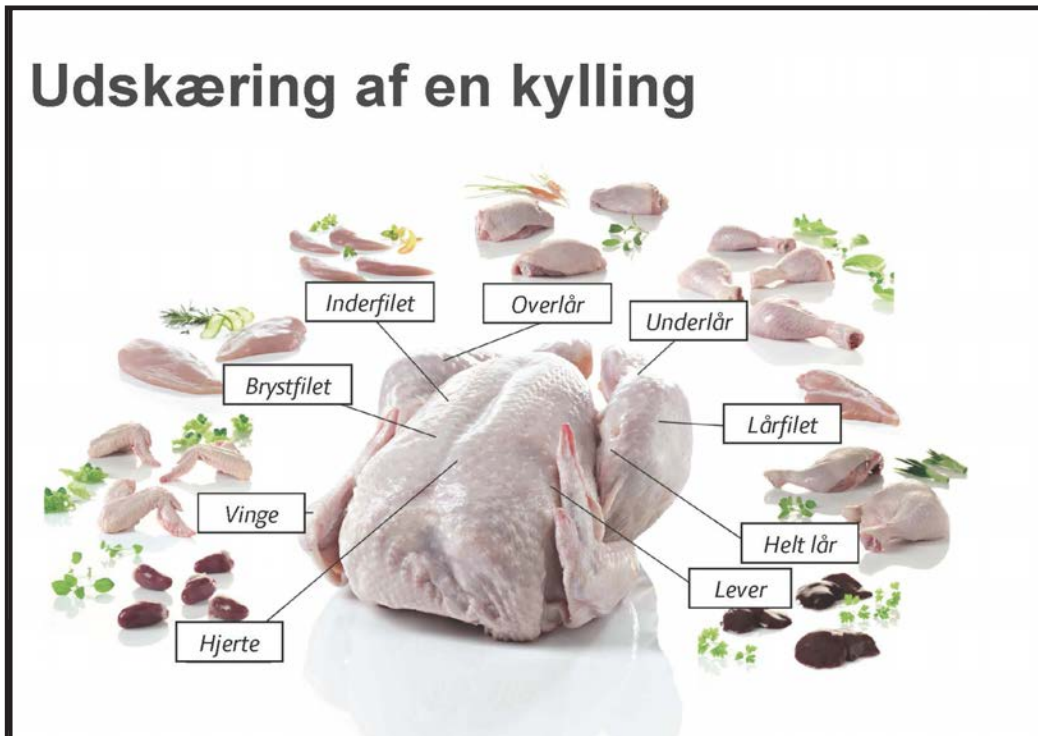 Udskæring af en kylling
Inderfilet
Overlår
Underlår
Brystfilet
Lårfilet
Vinge
Helt lår
Lever
Hjerte